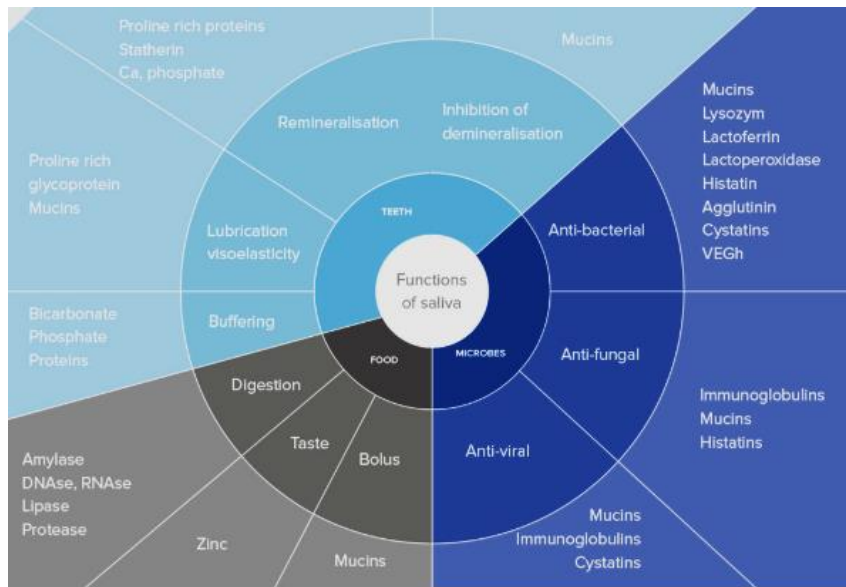 Proline rich proteins
Statherin
Ca, phosphate
Mucins
Mucins
Lysozym
Lactoferrin
Lactoperoxidase
Histatin
Agglutinin
Cystatins
VEGh
Remineralisation
Inhibition of
demineralisation
Proline rich
glycoprotein
Mucins
TEETH
Lubrication
visoelasticity
Anti-bacterial
Functions
of saliva
Bicarbonate
Phosphate
Proteins
Buffering
FOOD
MICROBES
Anti-fungal
Digestion
Immunoglobulins
Mucins
Histatins
Taste
Bolus
Anti-viral
Amylase
DNAse, RNAse
Lipase
Protease
Zinc
Mucins
Mucins
Immunoglobulins
Cystatins